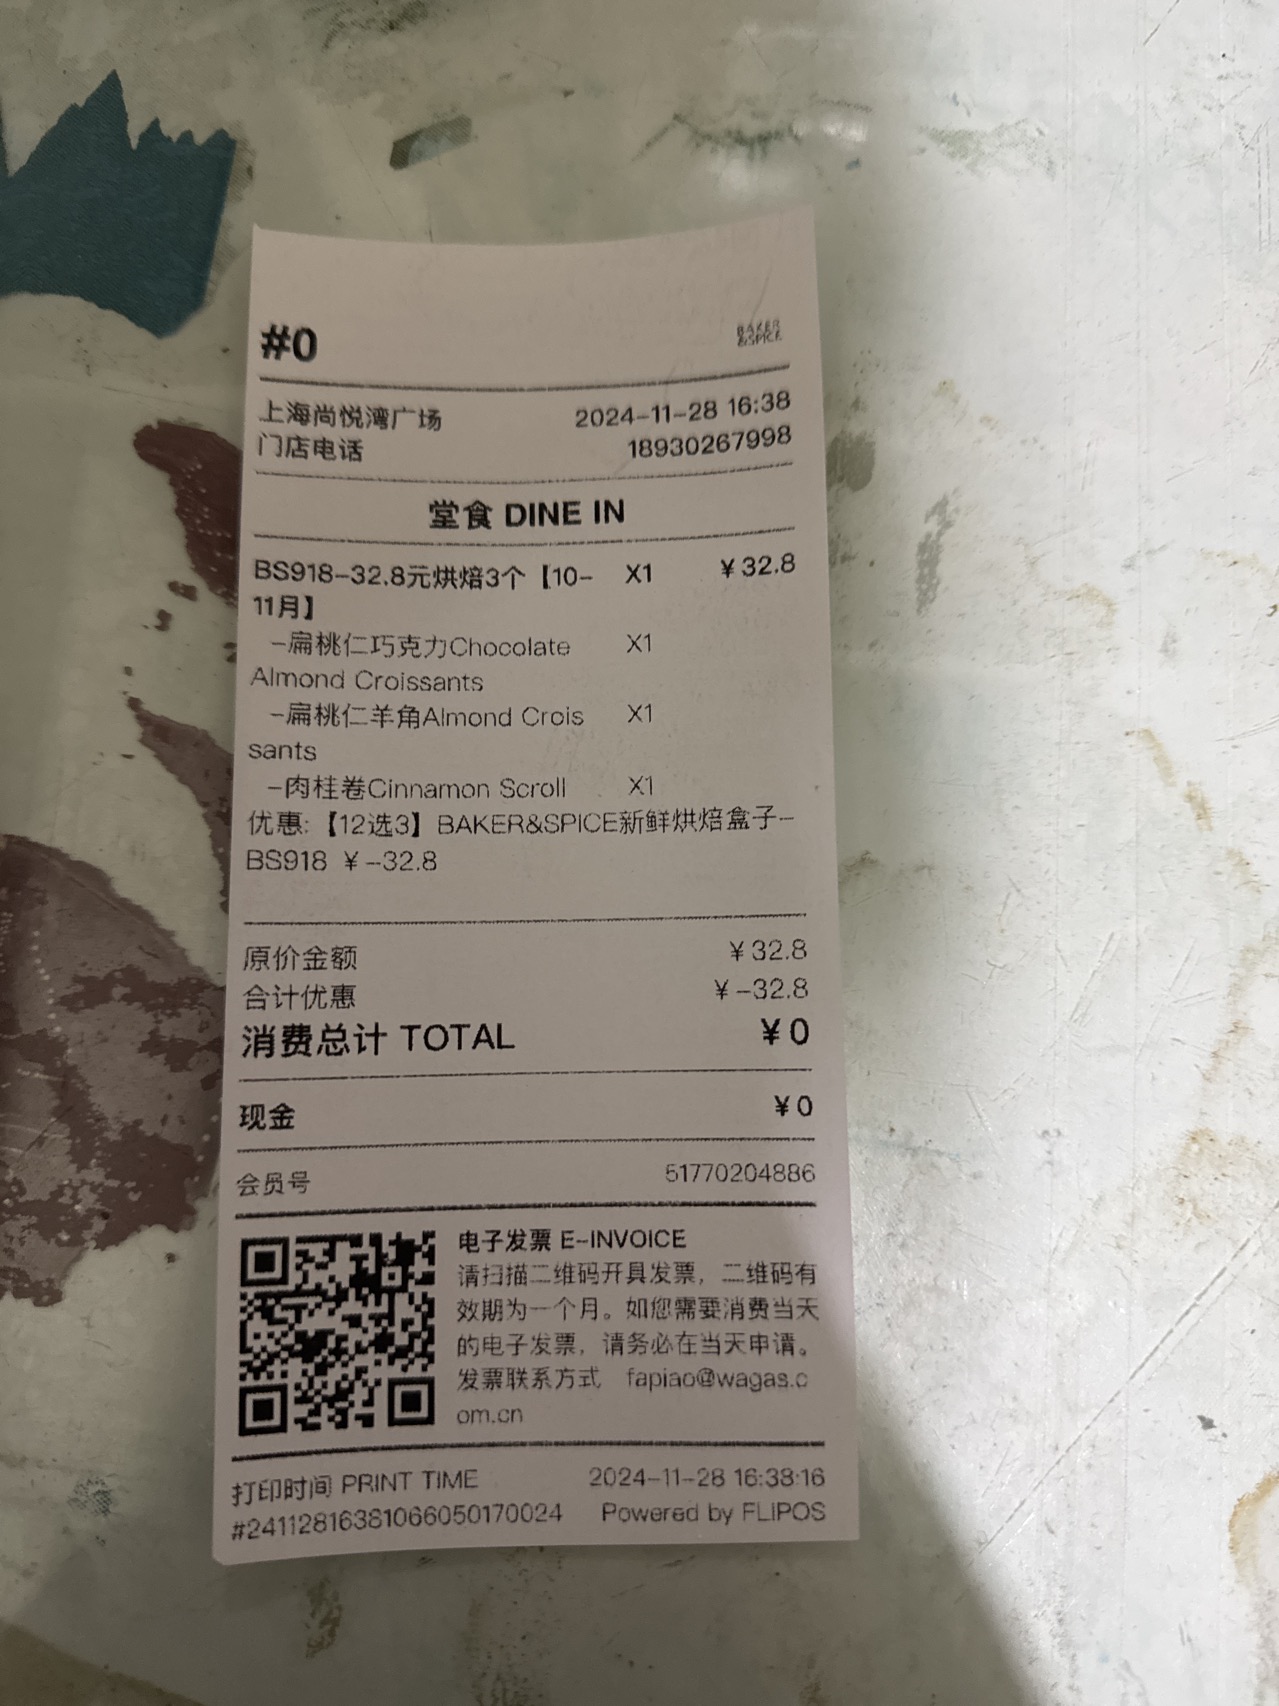 #0
BAKER
&SPICE
上海尚悦湾广场 2024-11-28 16:38
门店电话 18930267998
堂食 DINE IN
BS918-32.8元烘焙3个【10- X1 ¥32.8
11月】
-扁桃仁巧克力Chocolate X1
Almond Croissants
-扁桃仁羊角Almond Crois X1
sants
-肉桂卷Cinnamon Scroll X1
优惠:【12选3】BAKER&SPICE新鲜烘焙盒子-
BS918 ¥-32.8
原价金额 ¥32.8
合计优惠 ¥-32.8
消费总计 TOTAL ¥0
现金 ¥0
会员号 51770204886
电子发票 E-INVOICE
请扫描二维码开具发票，二维码有
效期为一个月。如您需要消费当天
的电子发票，请务必在当天申请。
发票联系方式 fapiao@wagas.c
om.cn
打印时间 PRINT TIME 2024-11-28 16:38:16
#241128163810660501​70024 Powered by FLIPOS